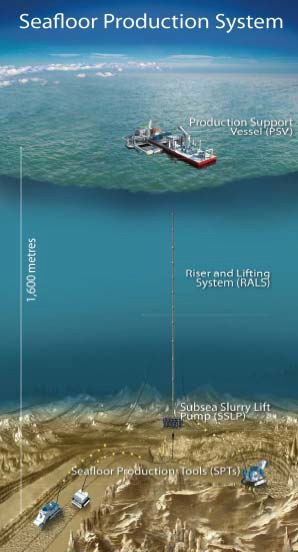 Seafloor Production System
Production Support
Vessel (PSV)
1,600 metres
Riser and Lifting
System (RALS)
Subsea Slurry Lift
Pump (SSLP)
Seafloor Production Tools (SPTs)